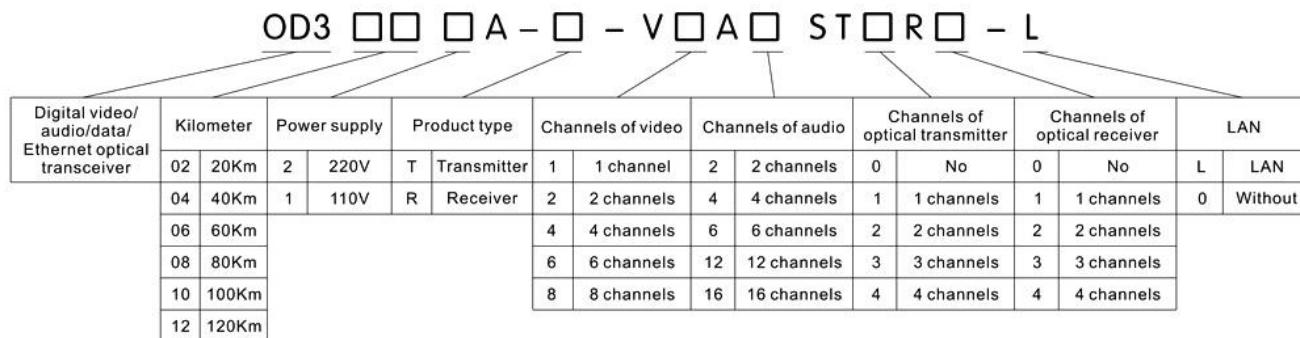 OD3 □□ □ A – □ – V □ A □ ST □ R □ – L
Digital video/
audio/data/
Ethernet optical
transceiver
Kilometer
Power supply
Product type
Channels of video
Channels of audio
Channels of
optical transmitter
Channels of
optical receiver
LAN
02 20Km 2 220V T Transmitter 1 1 channel 2 2 channels 0 No 0 No L LAN
04 40Km 1 110V R Receiver 2 2 channels 4 4 channels 1 1 channels 1 1 channels 0 Without
06 60Km 4 4 channels 6 6 channels 2 2 channels 2 2 channels
08 80Km 6 6 channels 12 12 channels 3 3 channels 3 3 channels
10 100Km 8 8 channels 16 16 channels 4 4 channels 4 4 channels
12 120Km